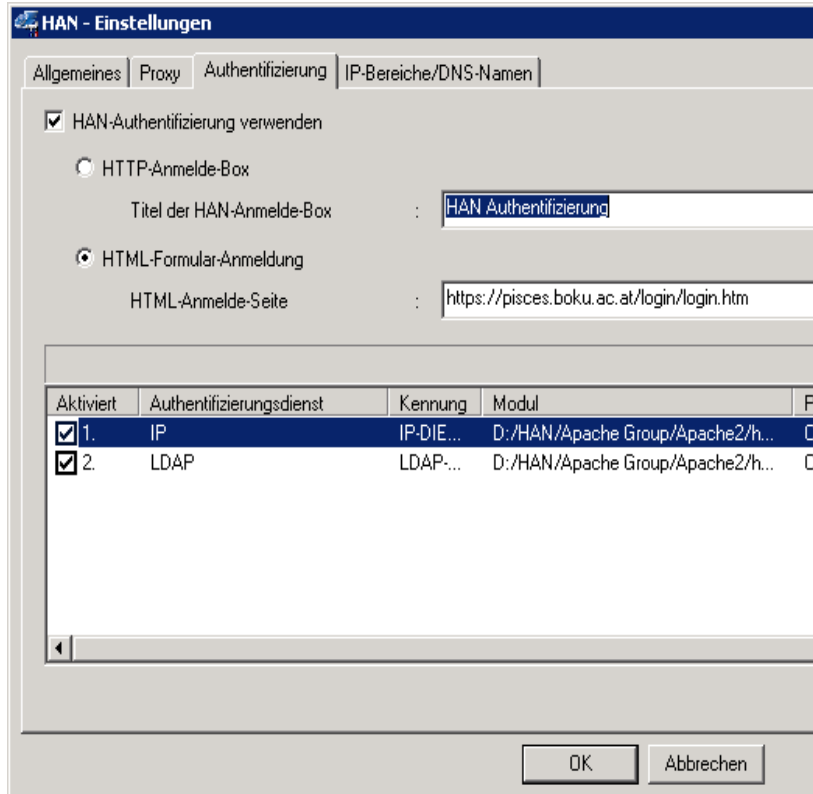 HAN - Einstellungen
Allgemeines Proxy Authentifizierung IP-Bereiche/DNS-Namen
HAN-Authentifizierung verwenden
HTTP-Anmelde-Box
Titel der HAN-Anmelde-Box : HAN Authentifizierung
HTML-Formular-Anmeldung
HTML-Anmelde-Seite : https://pisces.boku.ac.at/login/login.htm
Aktiviert Authentifizierungsdienst Kennung Modul
1. IP IP-DIE... D:/HAN/Apache Group/Apache2/h...
2. LDAP LDAP-... D:/HAN/Apache Group/Apache2/h...
OK Abbrechen